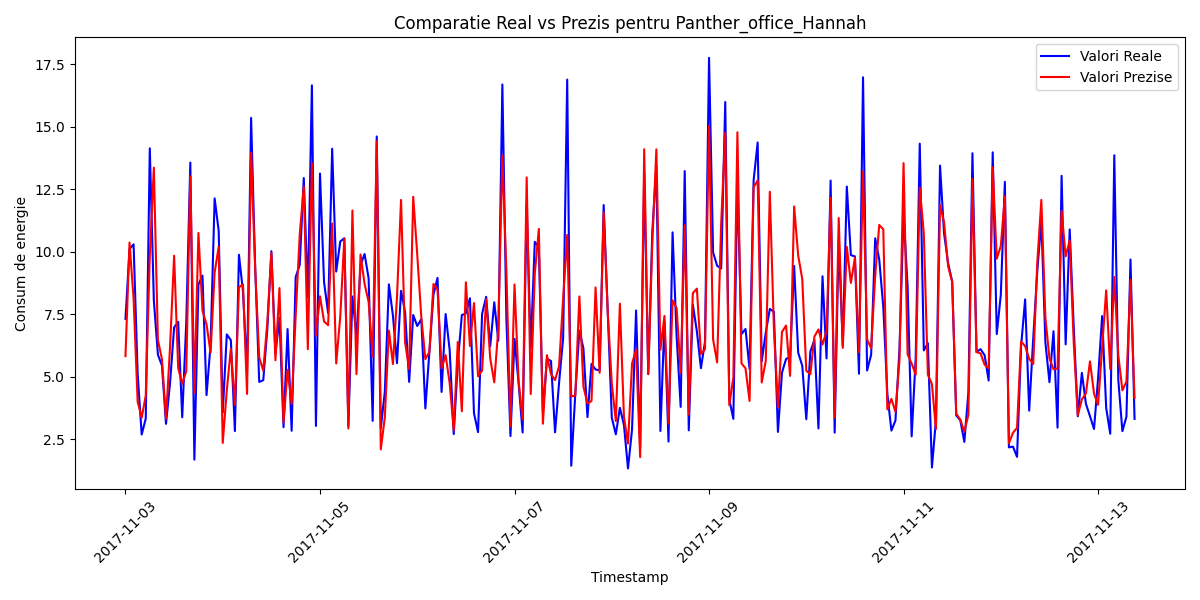 Comparatie Real vs Prezis pentru Panther_office_Hannah
Valori Reale
Valori Prezise
Consum de energie
17.5
15.0
12.5
10.0
7.5
5.0
2.5
2017-11-03
2017-11-05
2017-11-07
2017-11-09
2017-11-11
2017-11-13
Timestamp